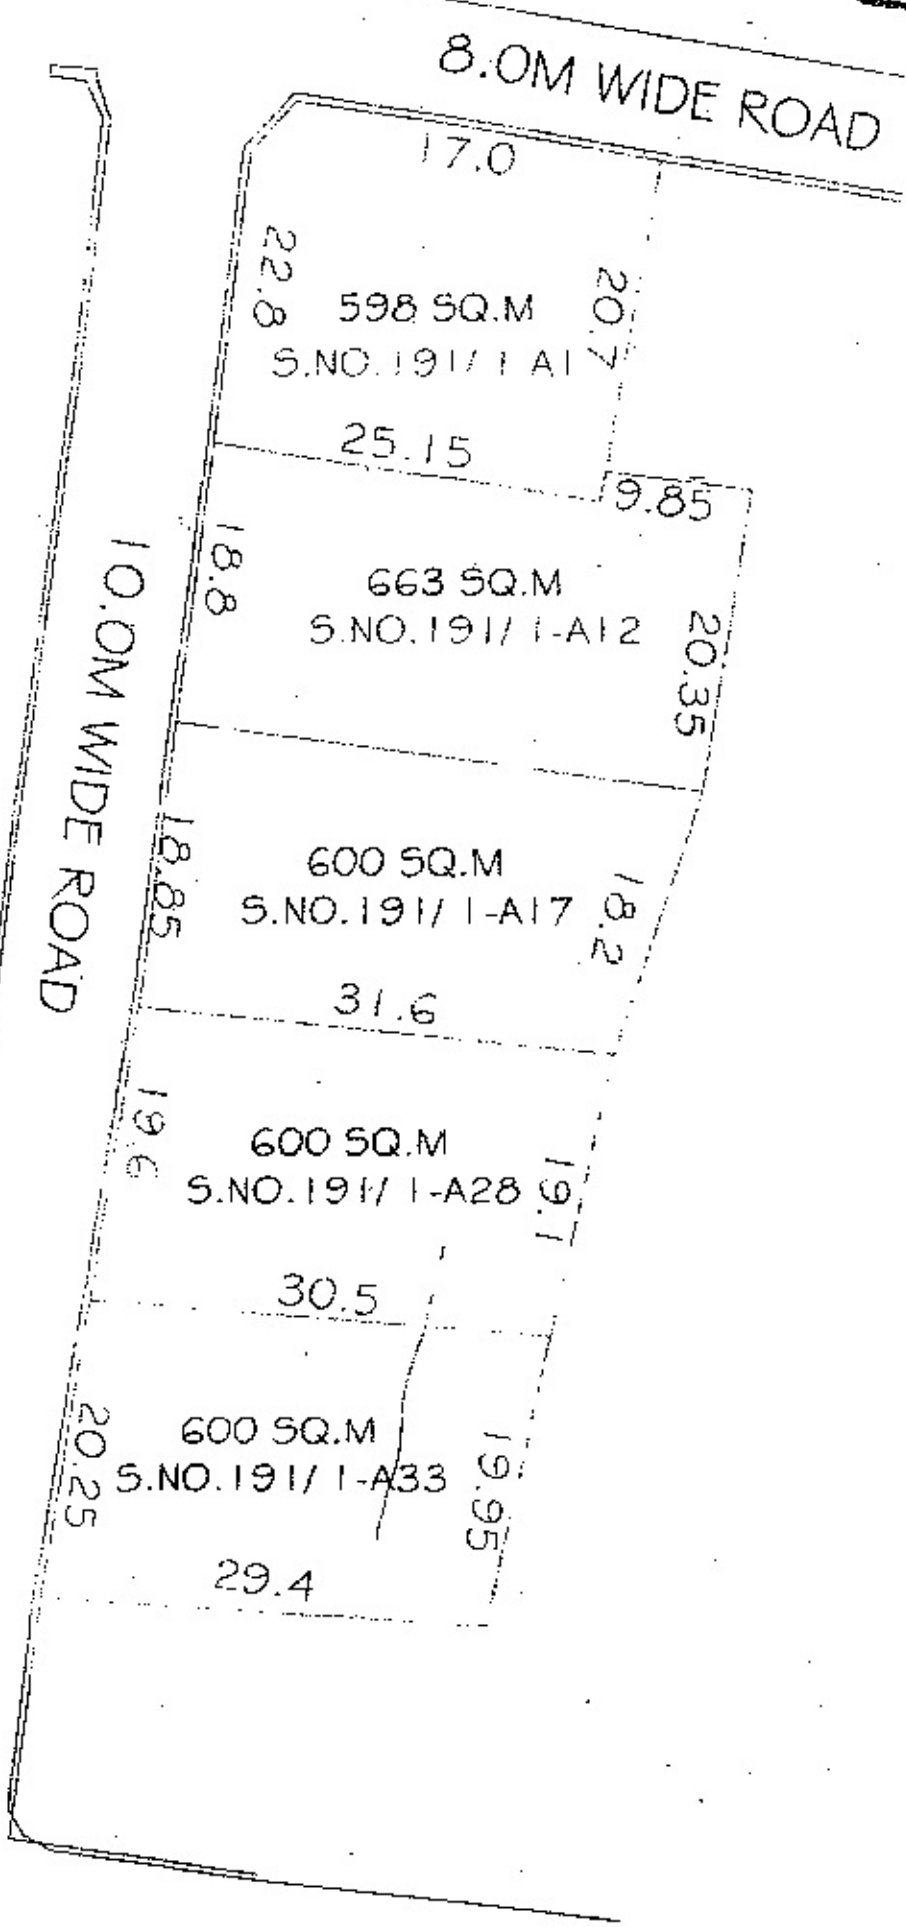 8.0M WIDE ROAD
17.0
22.8
598 SQ.M
S.NO.191/ 1 A1
20.7
25.15
9.85
10.0M WIDE ROAD
18.8
663 SQ.M
S.NO.191/ 1-A12
20.35
18.85
600 SQ.M
S.NO.191/ 1-A17
18.2
31.6
19.6
600 SQ.M
S.NO.191/ 1-A28
19.1
30.5
20.25
600 SQ.M
S.NO.191/ 1-A33
19.95
29.4